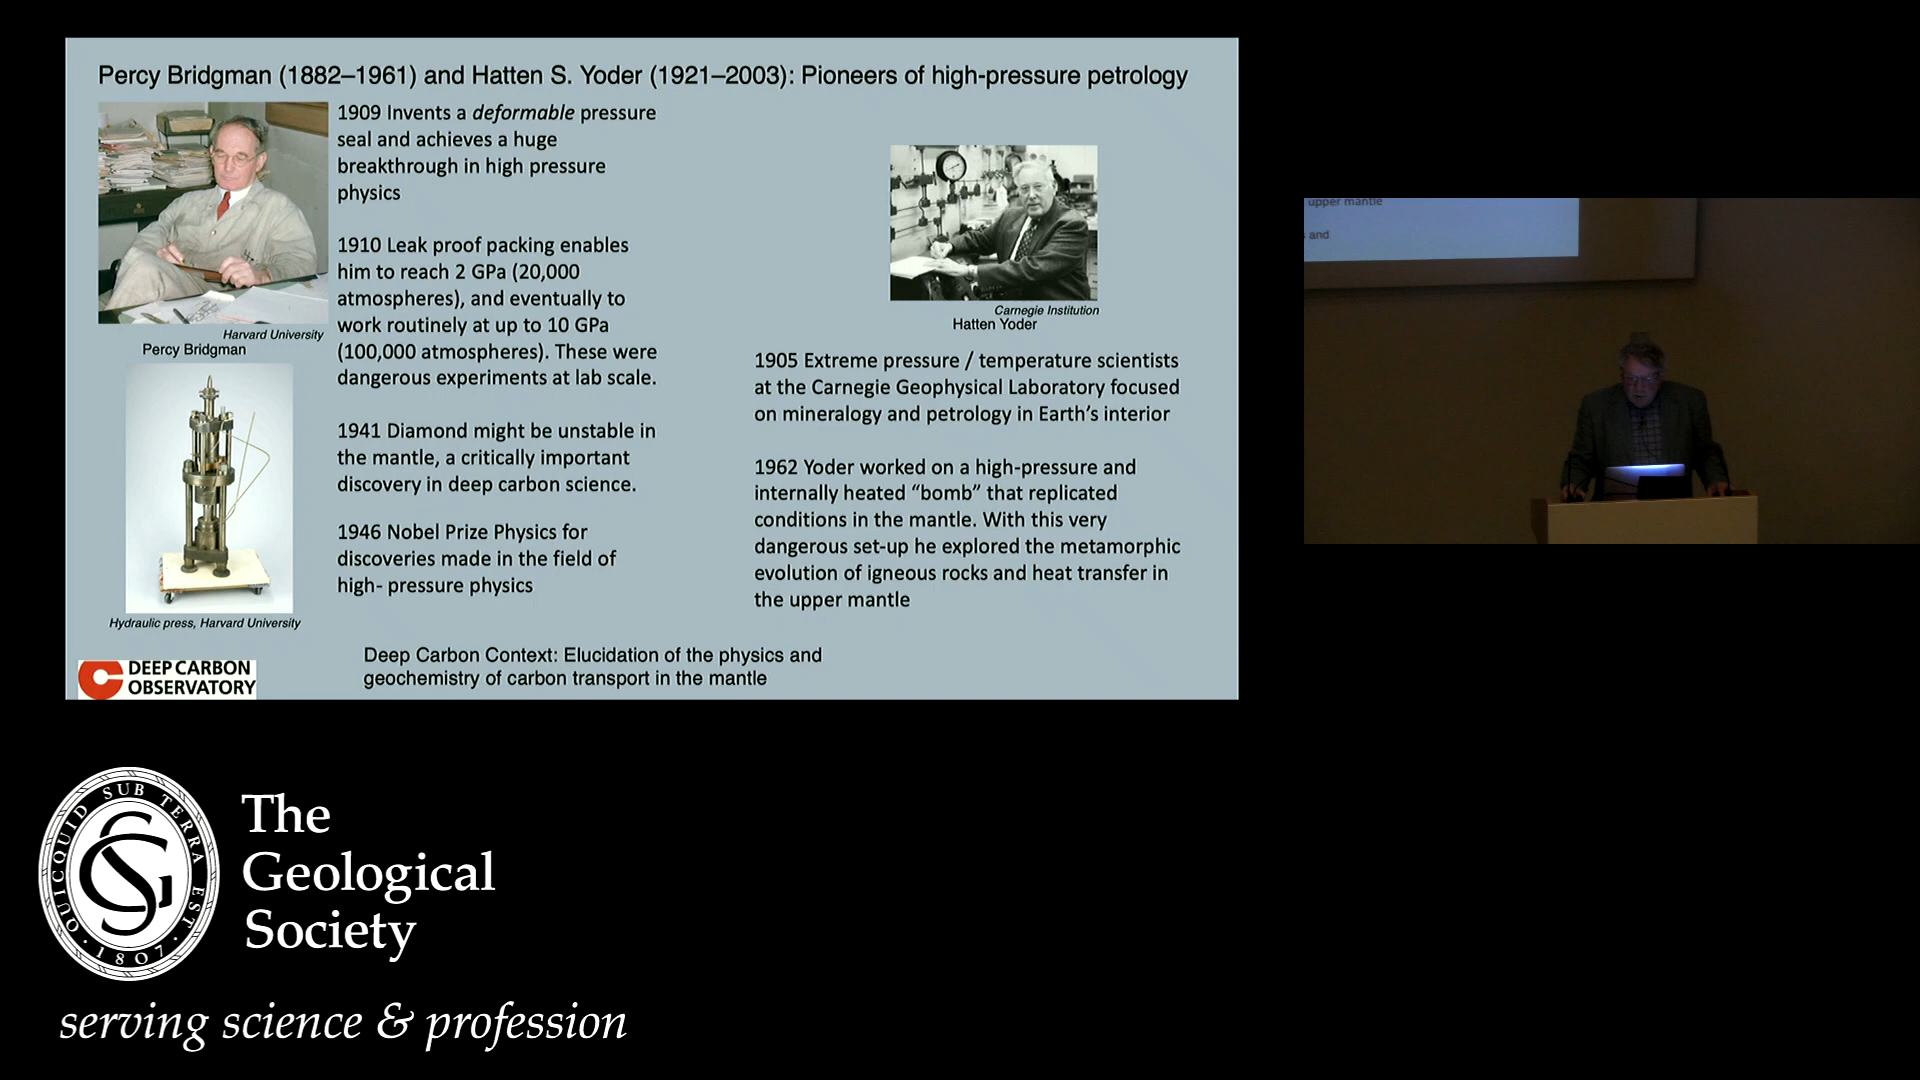 Percy Bridgman (1882–1961) and Hatten S. Yoder (1921–2003): Pioneers of high-pressure petrology
1909 Invents a deformable pressure
seal and achieves a huge
breakthrough in high pressure
physics
1910 Leak proof packing enables
him to reach 2 GPa (20,000
atmospheres), and eventually to
work routinely at up to 10 GPa
(100,000 atmospheres). These were
dangerous experiments at lab scale.
1941 Diamond might be unstable in
the mantle, a critically important
discovery in deep carbon science.
1946 Nobel Prize Physics for
discoveries made in the field of
high- pressure physics
Harvard University
Percy Bridgman
Hydraulic press, Harvard University
Carnegie Institution
Hatten Yoder
1905 Extreme pressure / temperature scientists
at the Carnegie Geophysical Laboratory focused
on mineralogy and petrology in Earth's interior
1962 Yoder worked on a high-pressure and
internally heated “bomb” that replicated
conditions in the mantle. With this very
dangerous set-up he explored the metamorphic
evolution of igneous rocks and heat transfer in
the upper mantle
Deep Carbon Context: Elucidation of the physics and
geochemistry of carbon transport in the mantle
DEEP CARBON
OBSERVATORY
upper mantle
and
QUICQUID SUB TERRA EST
· 1807 ·
GS
The
Geological
Society
serving science & profession